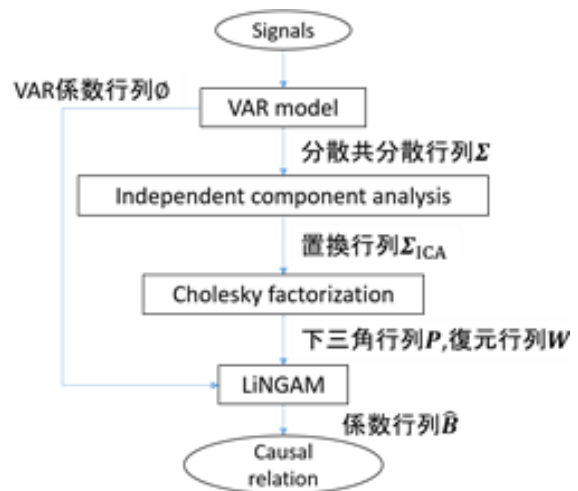 Signals
VAR係数行列∅
VAR model
分散共分散行列Σ
Independent component analysis
置換行列Σ_ICA
Cholesky factorization
下三角行列P,復元行列W
LiNGAM
係数行列B̂
Causal
relation